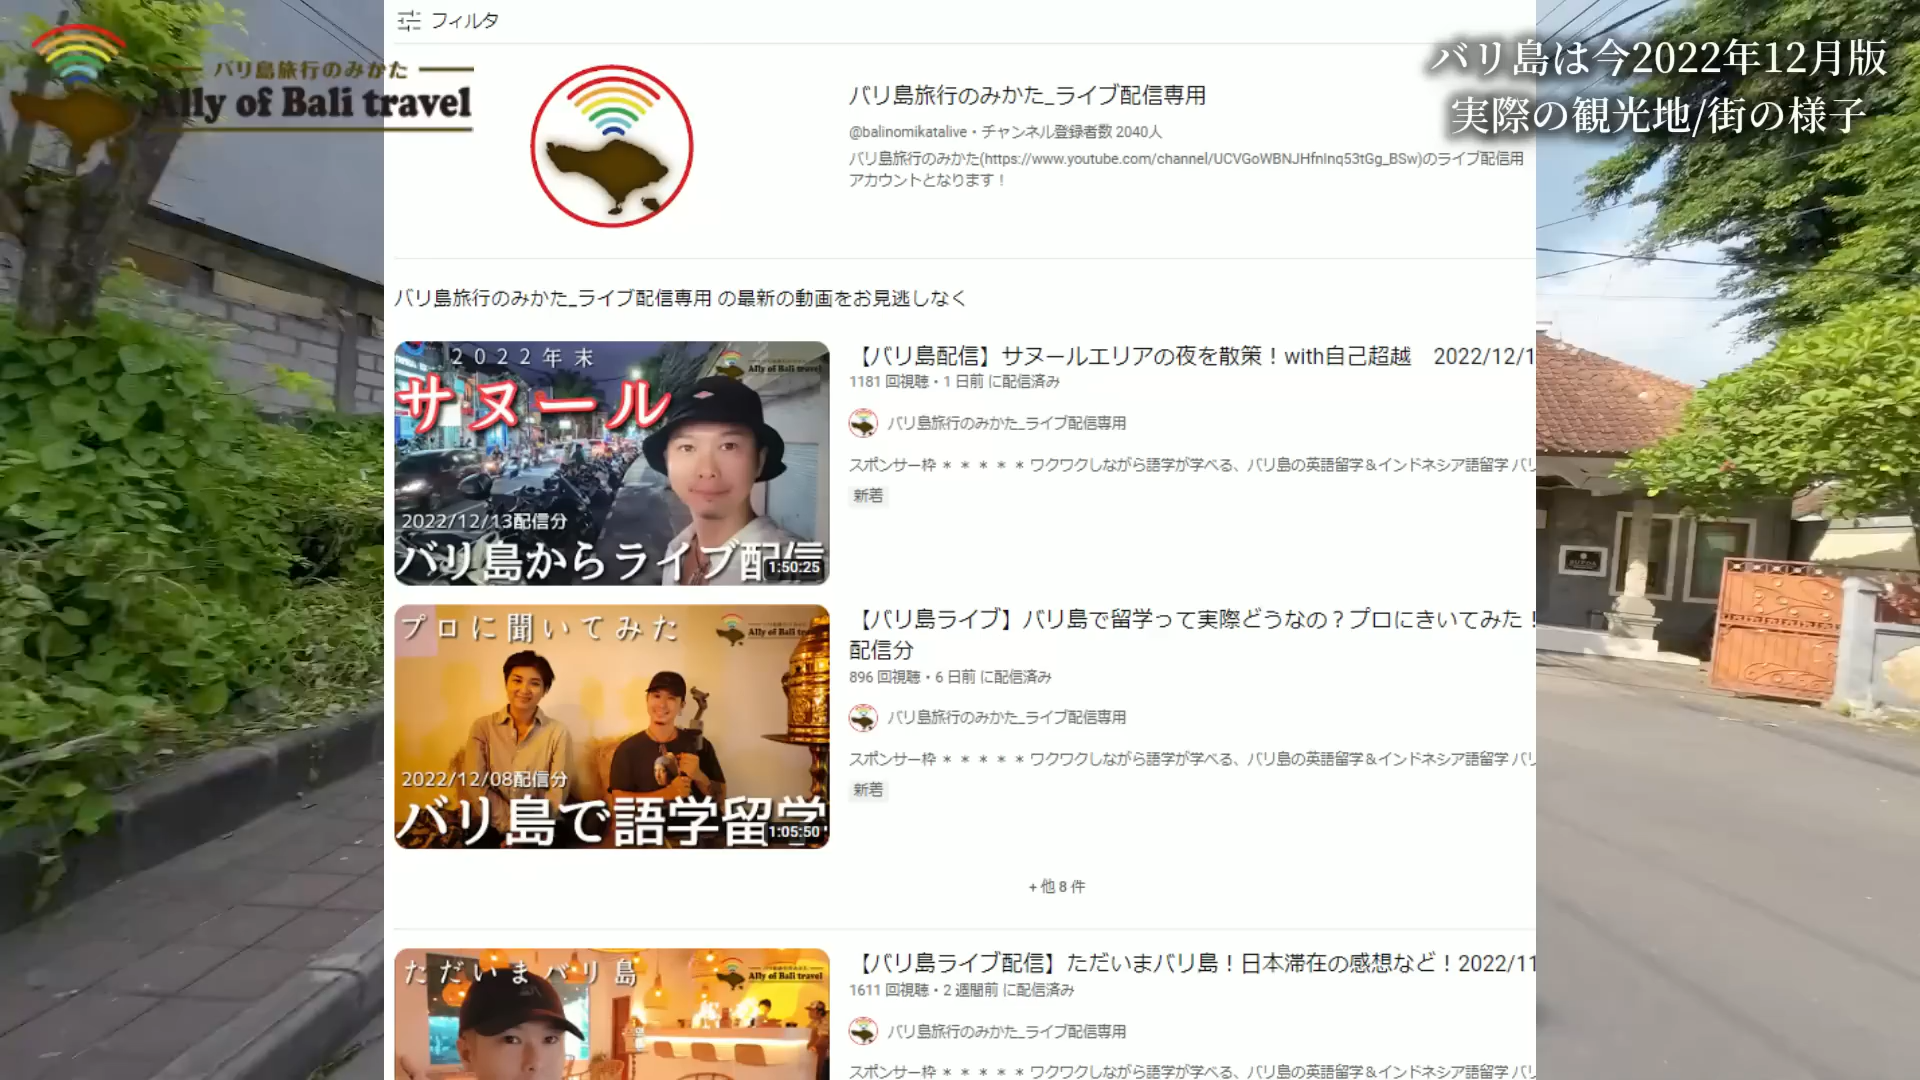 フィルタ
バリ島旅行のみかた
Ally of Bali travel
バリ島は今2022年12月版
実際の観光地/街の様子
バリ島旅行のみかた_ライブ配信専用
@balinomikatalive・チャンネル登録者数 2040人
バリ島旅行のみかた(https://www.youtube.com/channel/UCVGoWBNJHfnInq53tGg_BSw)のライブ配信用
アカウントとなります！
バリ島旅行のみかた_ライブ配信専用 の最新の動画をお見逃しなく
2022年末
Ally of Bali travel
サヌール
2022/12/13配信分
バリ島からライブ配信
1:50:25
【バリ島配信】サヌールエリアの夜を散策！with自己超越 2022/12/1
1181 回視聴・1 日前 に配信済み
バリ島旅行のみかた_ライブ配信専用
スポンサー枠 ＊ ＊ ＊ ＊ ＊ ワクワクしながら語学が学べる、バリ島の英語留学＆インドネシア語留学 バリ
新着
プロに聞いてみた
Ally of Bali travel
2022/12/08配信分
バリ島で語学留学
1:05:50
【バリ島ライブ】バリ島で留学って実際どうなの？プロにきいてみた！
配信分
896 回視聴・6 日前 に配信済み
バリ島旅行のみかた_ライブ配信専用
スポンサー枠 ＊ ＊ ＊ ＊ ＊ ワクワクしながら語学が学べる、バリ島の英語留学＆インドネシア語留学 バリ
新着
+ 他 8 件
ただいまバリ島
Ally of Bali travel
【バリ島ライブ配信】ただいまバリ島！日本滞在の感想など！2022/11
1611 回視聴・2 週間前 に配信済み
バリ島旅行のみかた_ライブ配信専用
スポンサー枠 ＊ ＊ ＊ ＊ ＊ ワクワクしながら語学が学べる、バリ島の英語留学＆インドネシア語留学 バリ